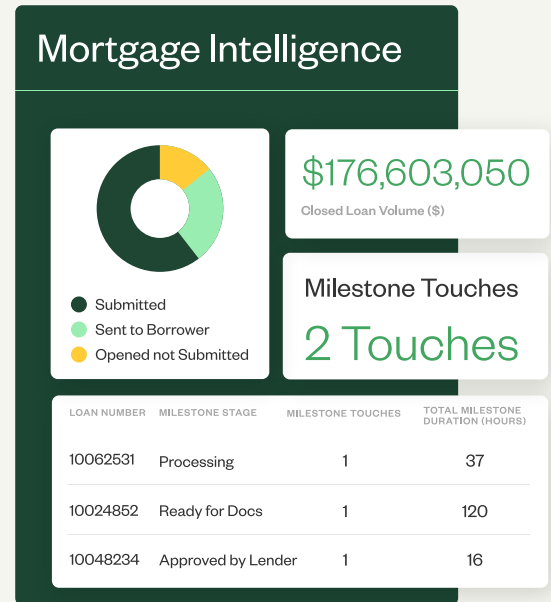 Mortgage Intelligence
$176,603,050
Closed Loan Volume ($)
Submitted
Sent to Borrower
Opened not Submitted
Milestone Touches
2 Touches
LOAN NUMBER MILESTONE STAGE MILESTONE TOUCHES TOTAL MILESTONE
DURATION (HOURS)
10062531 Processing 1 37
10024852 Ready for Docs 1 120
10048234 Approved by Lender 1 16